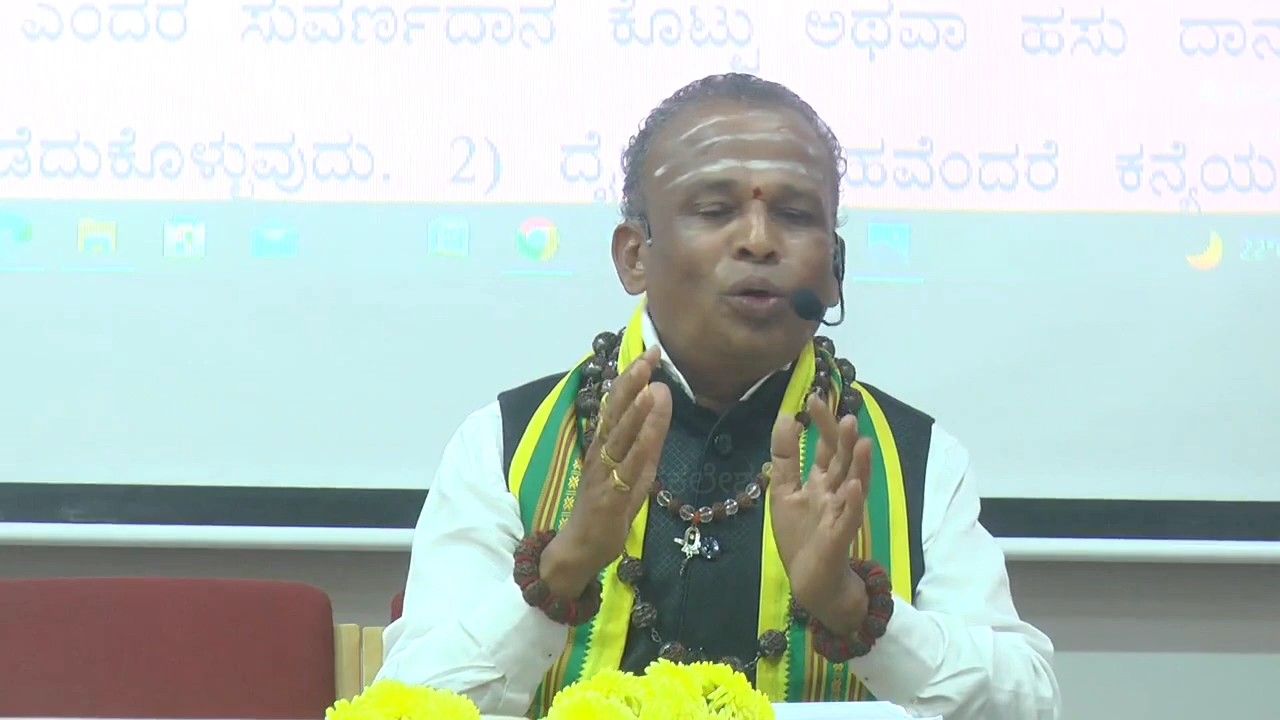 ಎಂದರೆ ಸುವರ್ಣದಾನ ಕೊಟ್ಟು ಅಥವಾ ಹಸು ದಾನ
ಡೆದುಕೊಳ್ಳುವುದು. 2) ದೈ ಹವೆಂದರೆ ಕನ್ಯೆಯ